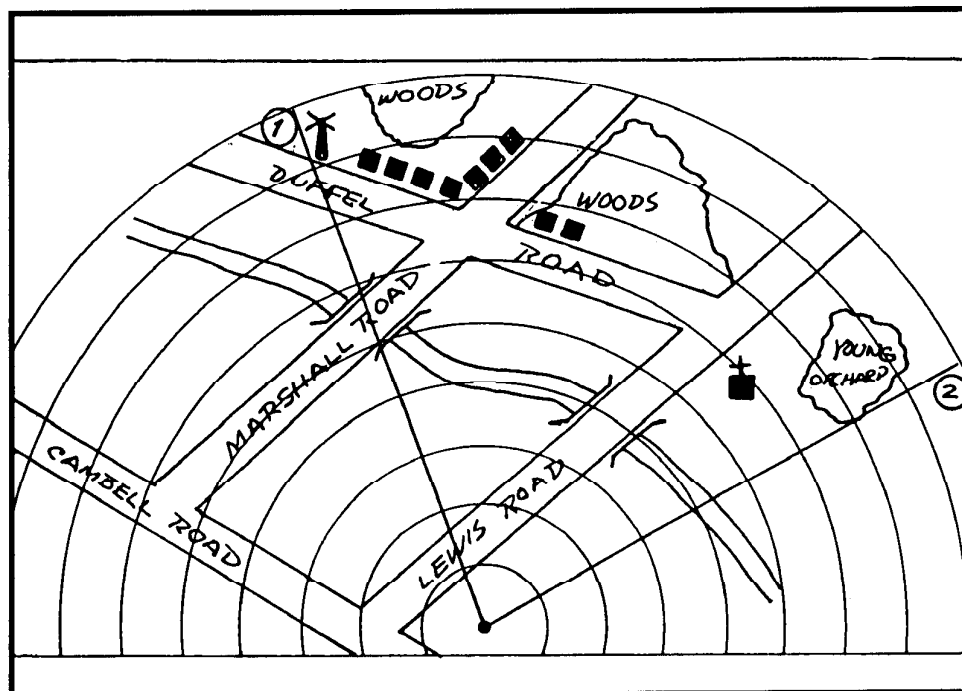 WOODS
1
DUFFEL
WOODS
ROAD
MARSHALL ROAD
YOUNG
ORCHARD
2
CAMBELL ROAD
LEWIS ROAD